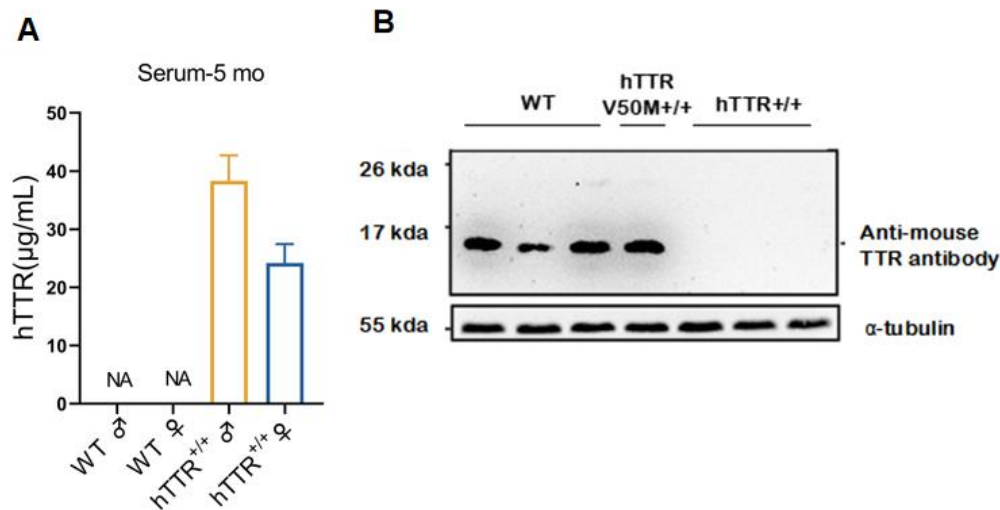 A
Serum-5 mo
hTTR(µg/mL)
50
40
30
20
10
0
NA
NA
WT ♂
WT ♀
hTTR+/+ ♂
hTTR+/+ ♀
B
WT
hTTR
V50M+/+
hTTR+/+
26 kda
17 kda
Anti-mouse
TTR antibody
55 kda
α-tubulin